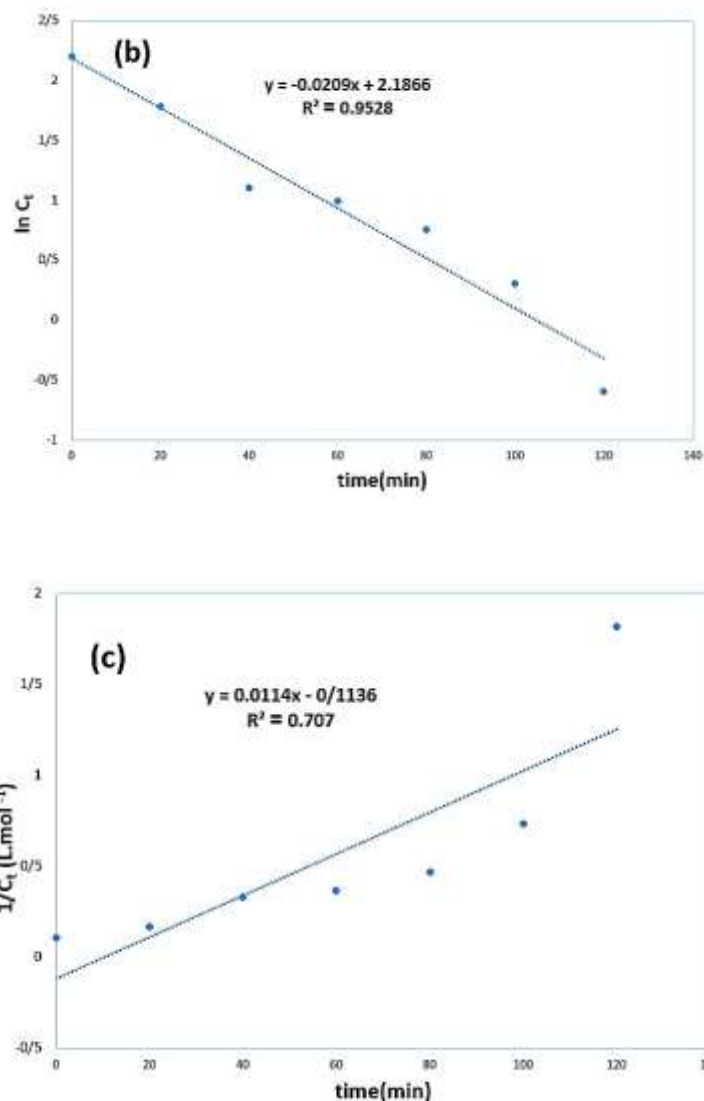 2/5
(b)
y = -0.0209x + 2.1866
R² = 0.9528
2
1/5
1
0/5
0
-0/5
-1
ln Cₜ
0 20 40 60 80 100 120 140
time(min)
2
(c)
y = 0.0114x - 0/1136
R² = 0.707
1/5
1
0/5
0
-0/5
1/Cₜ (L.mol⁻¹)
0 20 40 60 80 100 120
time(min)